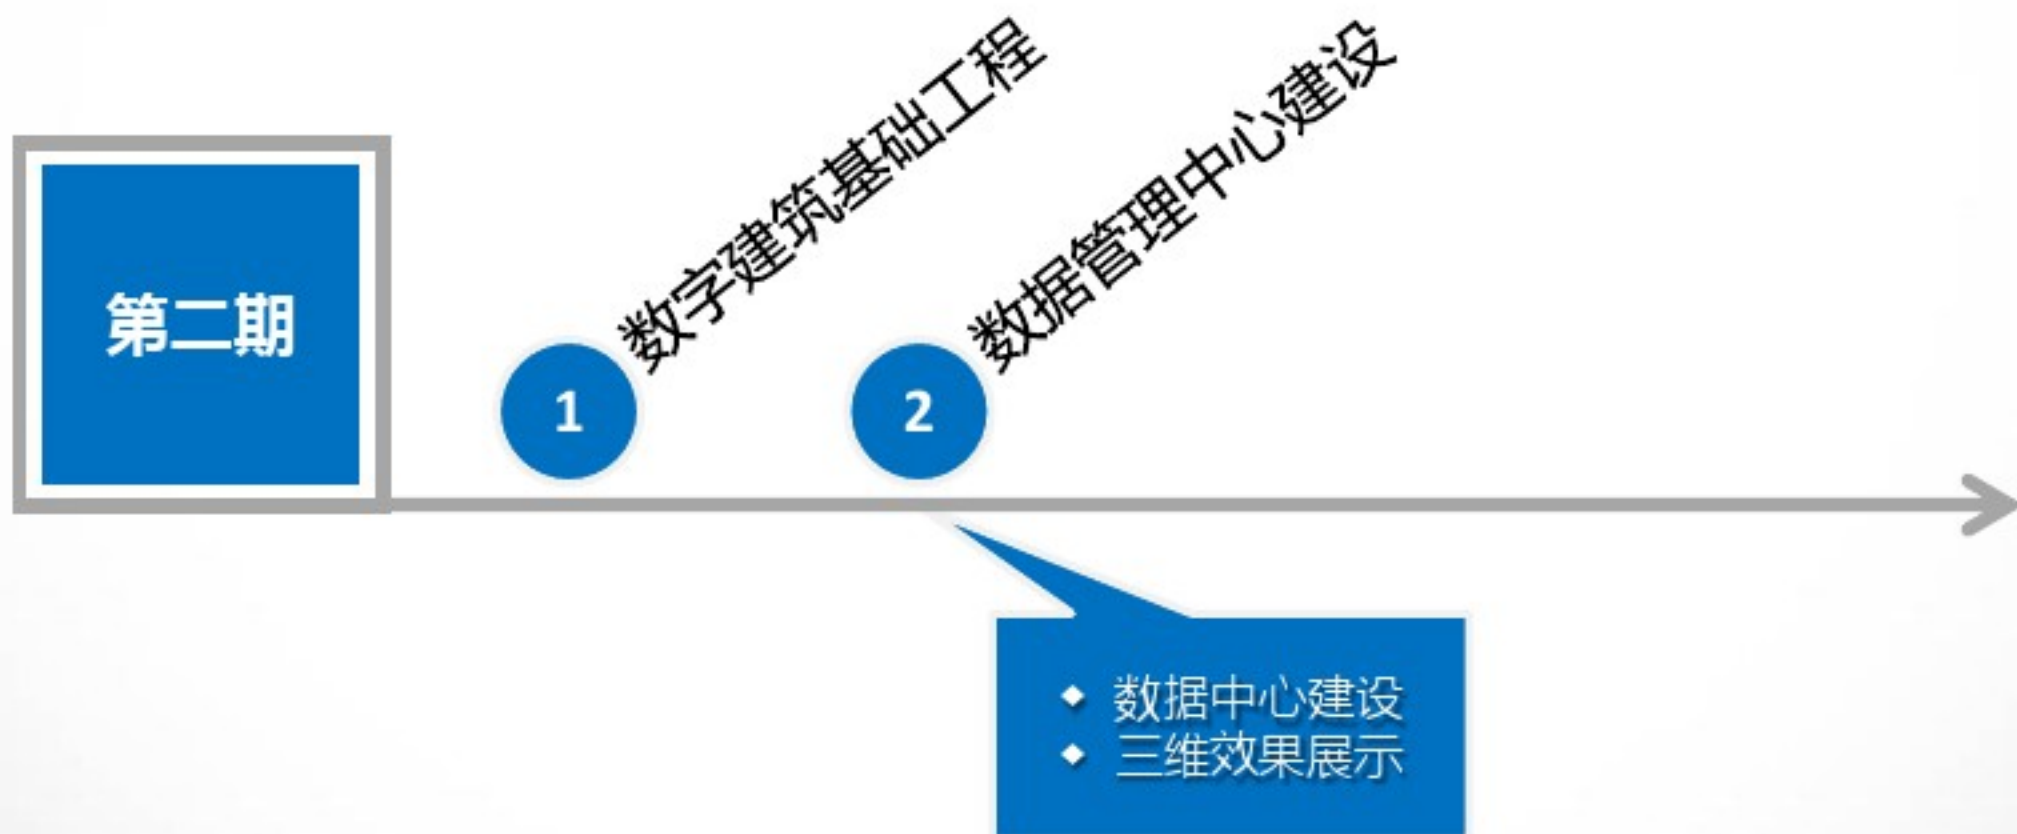 第二期
1
数字建筑基础工程
2
数据管理中心建设
◆ 数据中心建设
◆ 三维效果展示